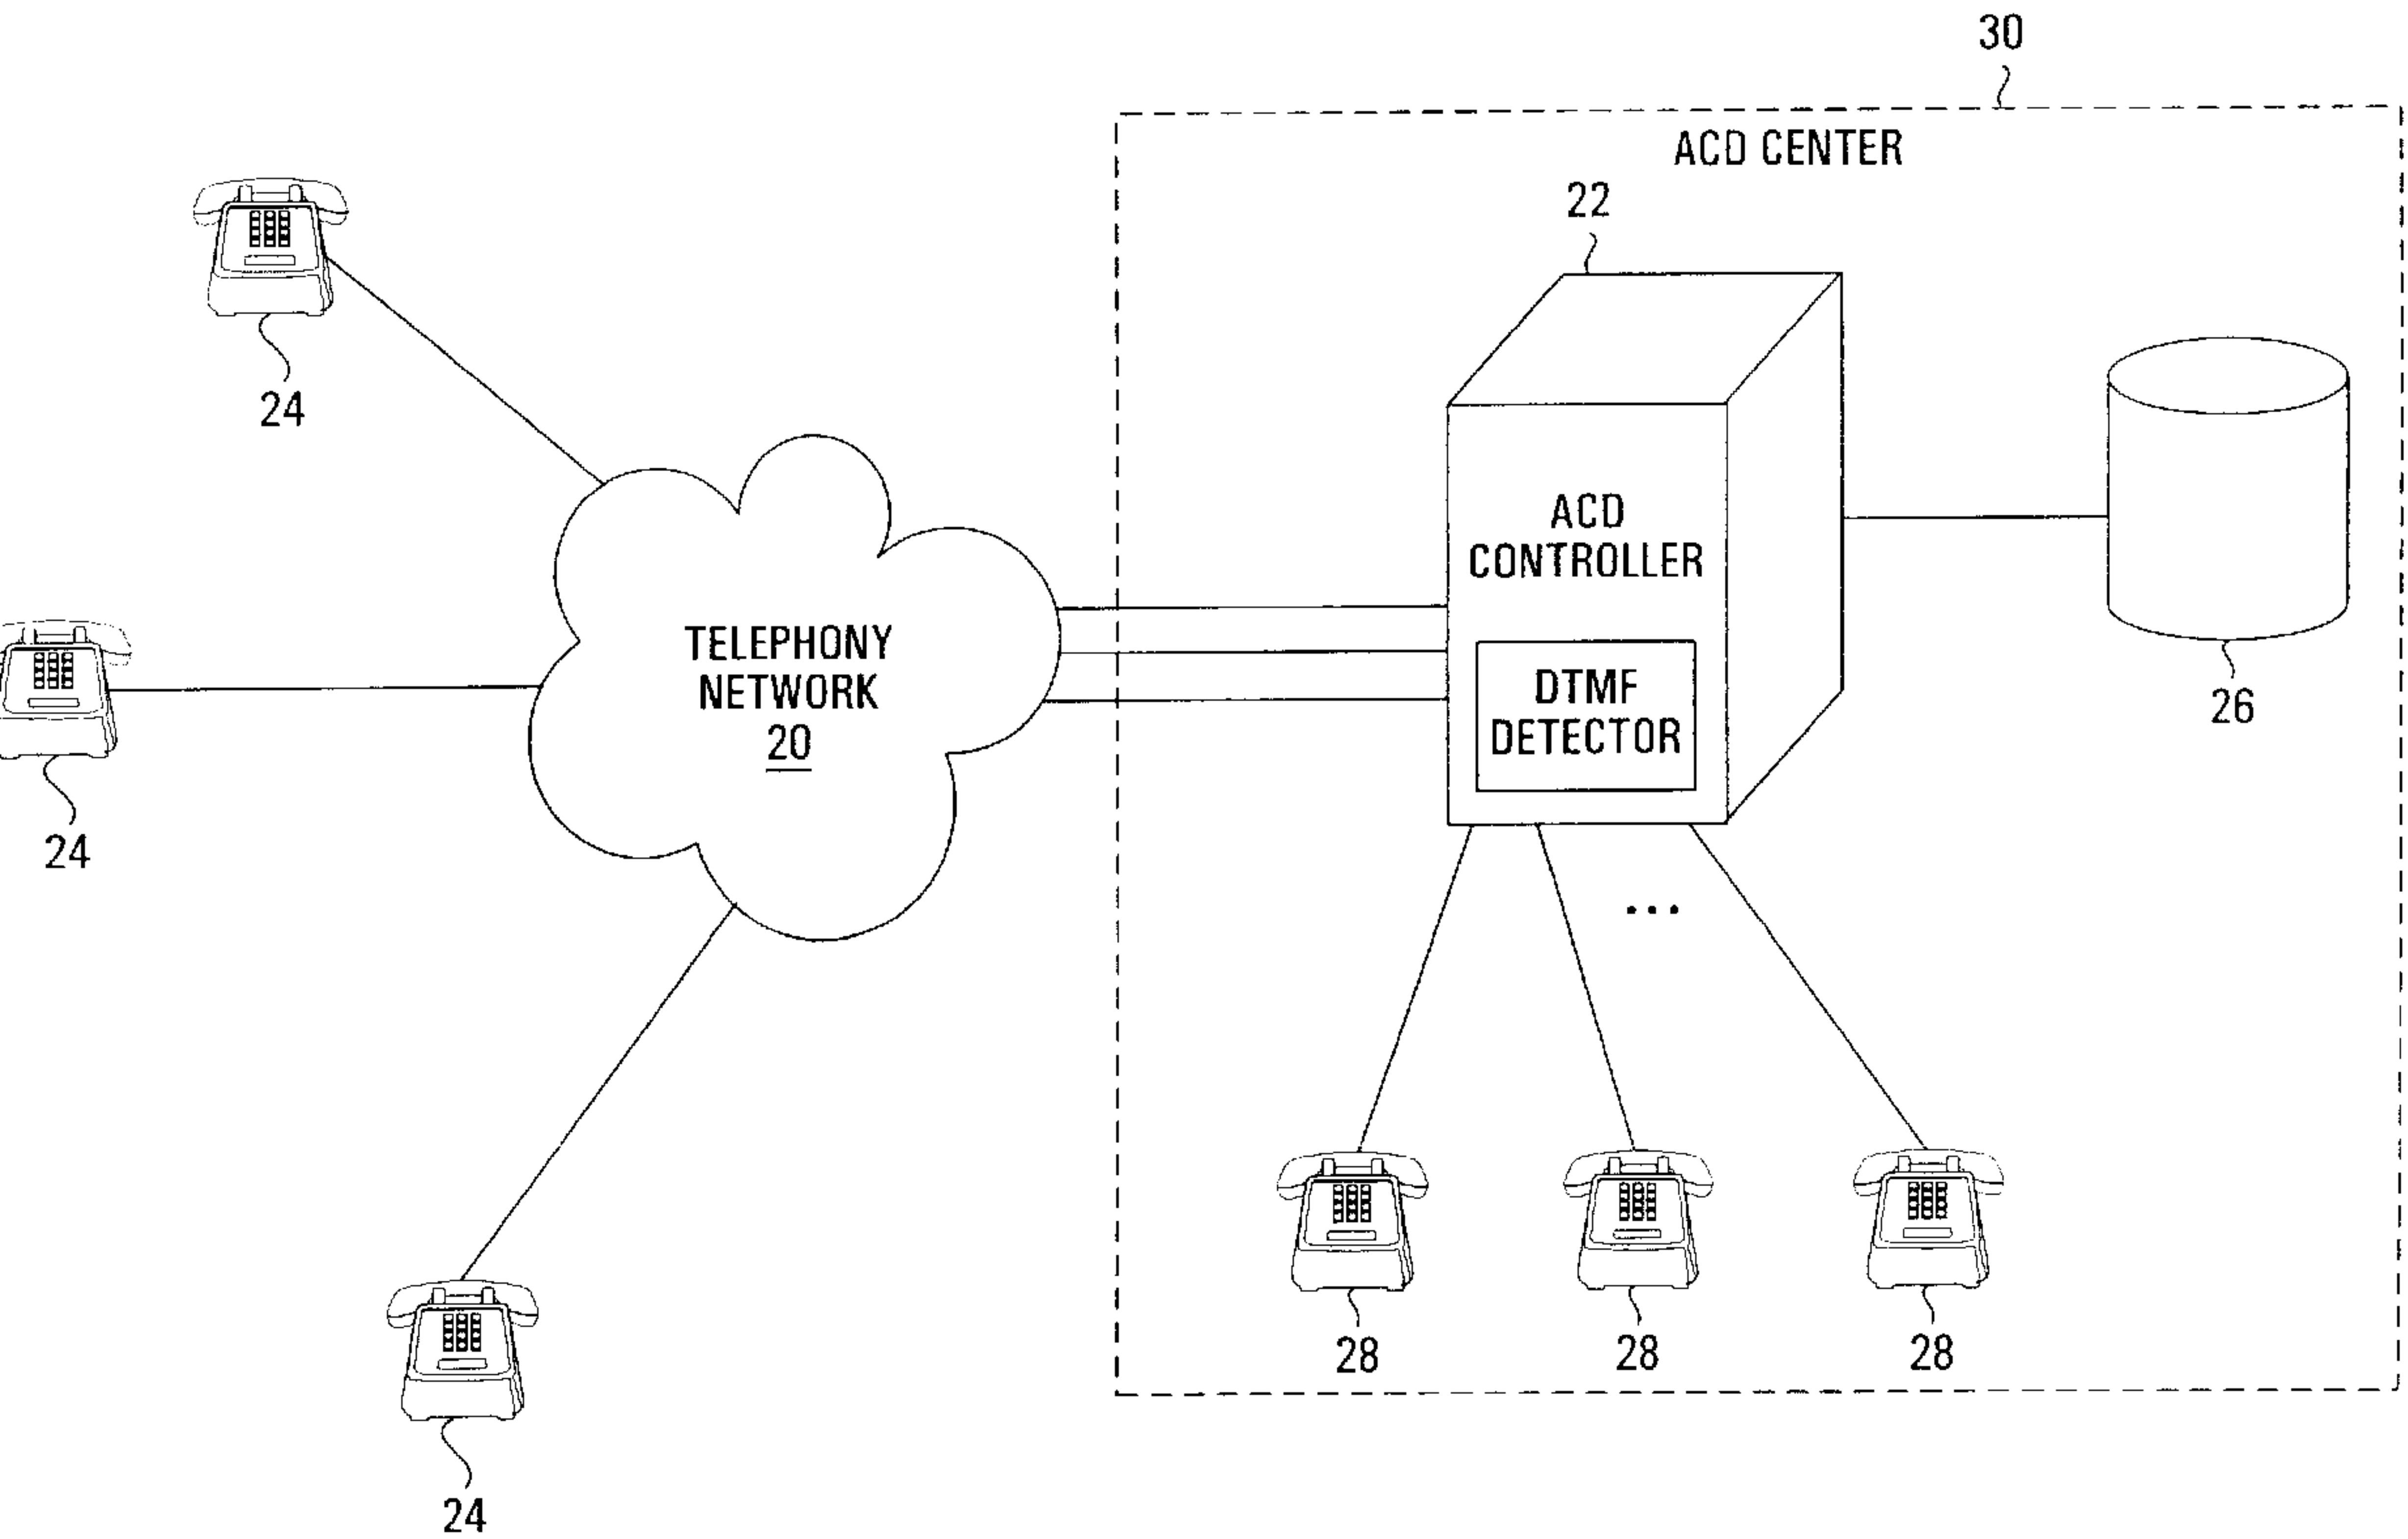 30
ACD CENTER
22
24
ACD
CONTROLLER
TELEPHONY
NETWORK
20
DTMF
DETECTOR
26
24
...
28
28
28
24